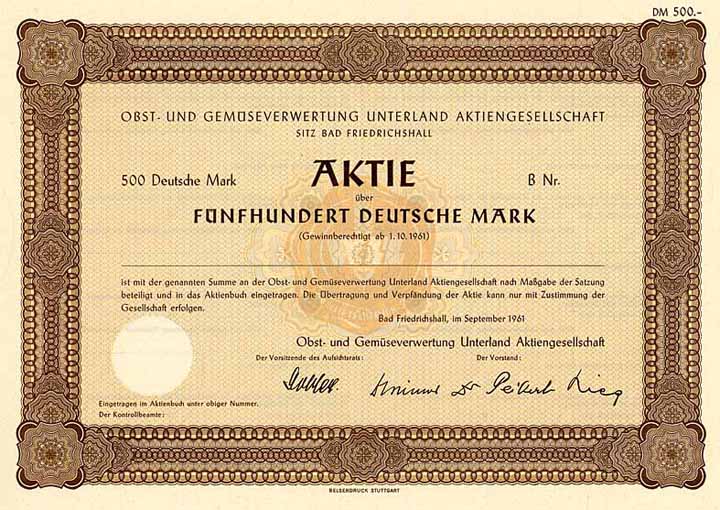 DM 500.-
OBST- UND GEMÜSEVERWERTUNG UNTERLAND AKTIENGESELLSCHAFT
SITZ BAD FRIEDRICHSHALL
500 Deutsche Mark AKTIE B Nr.
über
FÜNFHUNDERT DEUTSCHE MARK
(Gewinnberechtigt ab 1.10.1961)
ist mit der genannten Summe an der Obst- und Gemüseverwertung Unterland Aktiengesellschaft nach Maßgabe der Satzung
beteiligt und in das Aktienbuch eingetragen. Die Übertragung und Verpfändung der Aktie kann nur mit Zustimmung der
Gesellschaft erfolgen.
Bad Friedrichshall, im September 1961
Obst- und Gemüseverwertung Unterland Aktiengesellschaft
Der Vorsitzende des Aufsichtsrats: Der Vorstand:
Eingetragen im Aktienbuch unter obiger Nummer.
Der Kontrollbeamte:
BELSERDRUCK STUTTGART